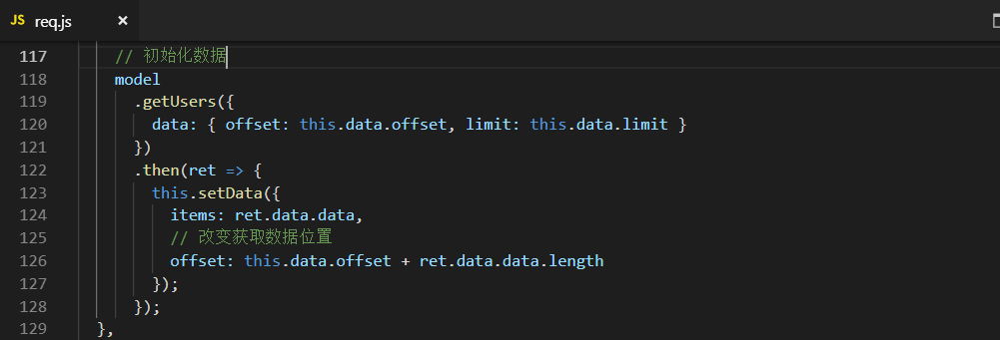 JS req.js ×
117 // 初始化数据
118 model
119 .getUsers({
120 data: { offset: this.data.offset, limit: this.data.limit }
121 })
122 .then(ret => {
123 this.setData({
124 items: ret.data.data,
125 // 改变获取数据位置
126 offset: this.data.offset + ret.data.data.length
127 });
128 });
129 },